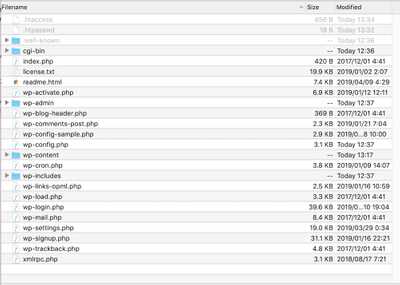 Filename Size Modified
.htaccess 456 B Today 13:32
.htpasswd 18 B Today 13:32
.well-known -- Today 12:36
cgi-bin -- Today 12:36
index.php 420 B 2017/12/01 4:41
license.txt 19.9 KB 2019/01/02 2:07
readme.html 7.4 KB 2019/04/09 4:29
wp-activate.php 6.9 KB 2019/01/12 12:11
wp-admin -- Today 12:37
wp-blog-header.php 369 B 2017/12/01 4:41
wp-comments-post.php 2.3 KB 2019/01/21 7:04
wp-config-sample.php 2.9 KB 2019/0...8 10:00
wp-config.php 3.1 KB Today 12:37
wp-content -- Today 13:17
wp-cron.php 3.8 KB 2019/01/09 14:07
wp-includes -- Today 12:37
wp-links-opml.php 2.5 KB 2019/01/16 10:59
wp-load.php 3.3 KB 2017/12/01 4:41
wp-login.php 39.6 KB 2019/0...10 19:04
wp-mail.php 8.4 KB 2017/12/01 4:41
wp-settings.php 19.0 KB 2019/03/29 0:34
wp-signup.php 31.1 KB 2019/01/16 22:21
wp-trackback.php 4.8 KB 2017/12/01 4:41
xmlrpc.php 3.1 KB 2018/08/17 7:21